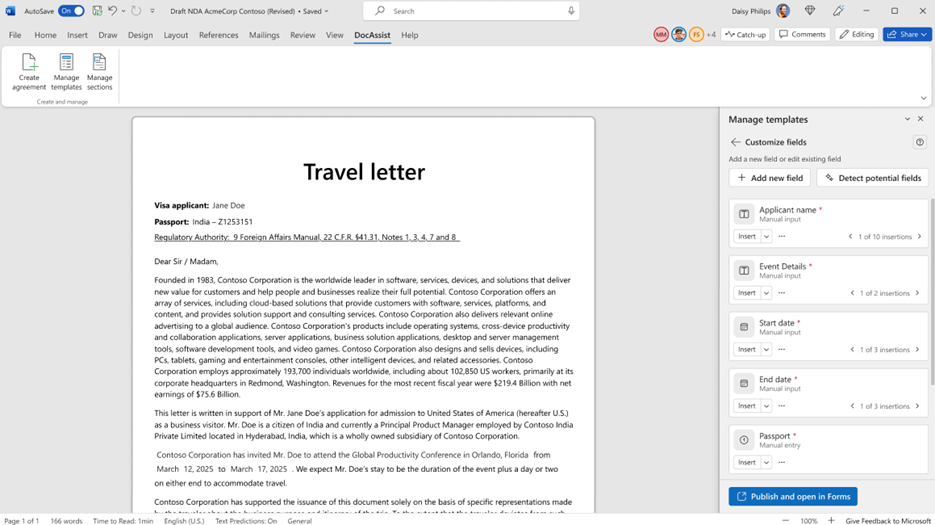 AutoSave On Draft NDA AcmeCorp Contoso (Revised) • Saved Search Daisy Philips
File Home Insert Draw Design Layout References Mailings Review View DocAssist Help MM FS +4 Catch-up Comments Editing Share
Create agreement
Manage templates
Manage sections
Create and manage
Travel letter
Visa applicant: Jane Doe
Passport: India – Z1253151
Regulatory Authority: 9 Foreign Affairs Manual, 22 C.F.R. §41.31, Notes 1, 3, 4, 7 and 8
Dear Sir / Madam,
Founded in 1983, Contoso Corporation is the worldwide leader in software, services, devices, and solutions that deliver
new value for customers and help people and businesses realize their full potential. Contoso Corporation offers an
array of services, including cloud-based solutions that provide customers with software, services, platforms, and
content, and provides solution support and consulting services. Contoso Corporation also delivers relevant online
advertising to a global audience. Contoso Corporation's products include operating systems, cross-device productivity
and collaboration applications, server applications, business solution applications, desktop and server management
tools, software development tools, and video games. Contoso Corporation also designs and sells devices, including
PCs, tablets, gaming and entertainment consoles, other intelligent devices, and related accessories. Contoso
Corporation employs approximately 193,700 individuals worldwide, including about 102,850 US workers, primarily at its
corporate headquarters in Redmond, Washington. Revenues for the most recent fiscal year were $219.4 Billion with net
earnings of $75.6 Billion.
This letter is written in support of Mr. Jane Doe's application for admission to United States of America (hereafter U.S.)
as a business visitor. Mr. Doe is a citizen of India and currently a Principal Product Manager employed by Contoso India
Private Limited located in Hyderabad, India, which is a wholly owned subsidiary of Contoso Corporation.
Contoso Corporation has invited Mr. Doe to attend the Global Productivity Conference in Orlando, Florida from
March 12, 2025 to March 17, 2025 . We expect Mr. Doe's stay to be the duration of the event plus a day or two
on either end to accommodate travel.
Contoso Corporation has supported the issuance of this document solely on the basis of specific representations made
Manage templates
Customize fields
Add a new field or edit existing field
Add new field Detect potential fields
Applicant name *
Manual input
Insert 1 of 10 insertions
Event Details *
Manual input
Insert 1 of 2 insertions
Start date *
Manual input
Insert 1 of 3 insertions
End date *
Manual input
Insert 1 of 3 insertions
Passport *
Manual entry
Insert
Publish and open in Forms
Page 1 of 1 166 words Time to Read: 1min English (U.S.) Text Predictions: On General 100% Give Feedback to Microsoft